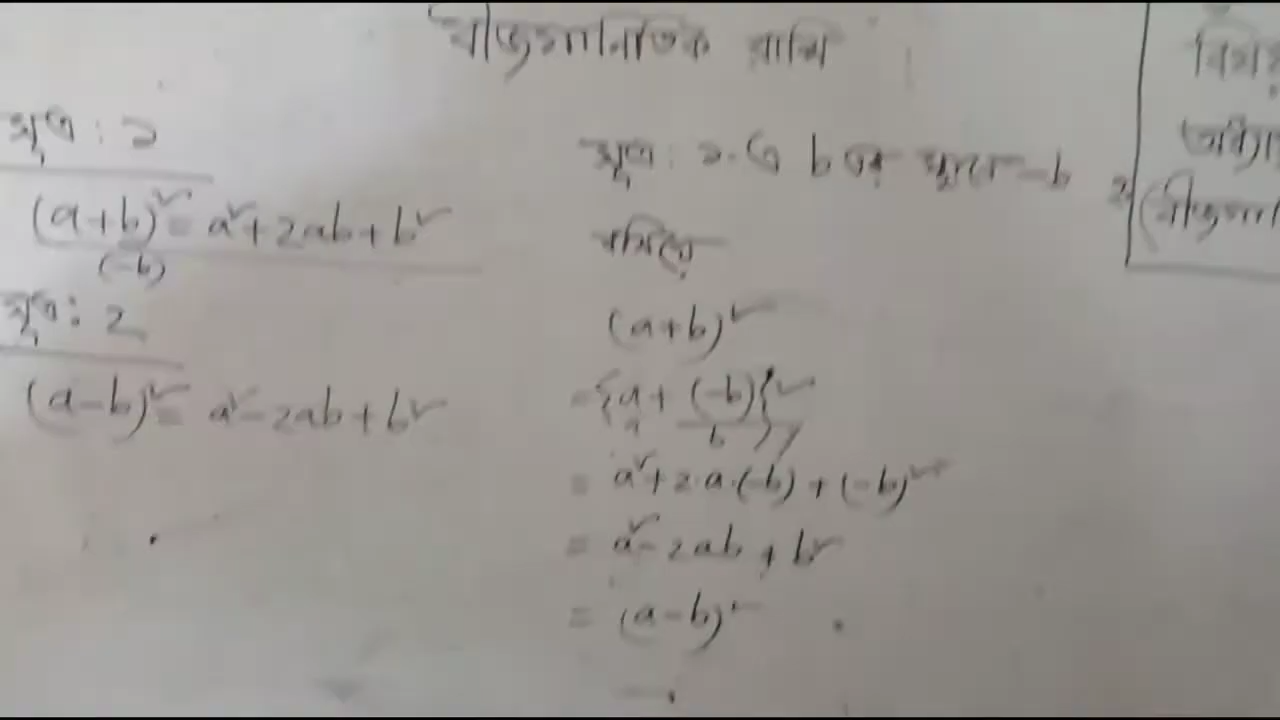 বীজগানিতিক রাশি
সূত্র : ১
(a+b)² = a²+2ab+b²
(-b)
সূত্র : 2
(a-b)² = a²-2ab+b²
সূত্র : ১. এ b এর স্থলে -b
বসিয়ে
(a+b)²
={a+(-b)}²
a b
= a²+2.a.(-b)+(-b)²
= a²-2ab+b²
= (a-b)²
বিষয়